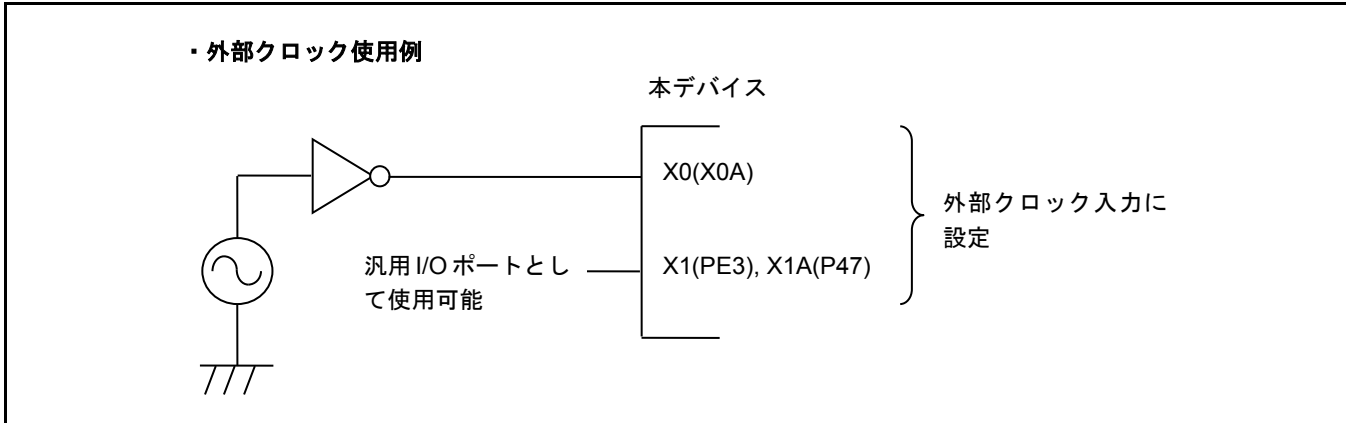 ・外部クロック使用例
本デバイス
X0(X0A)
外部クロック入力に
設定
汎用 I/O ポートとし
て使用可能
X1(PE3), X1A(P47)